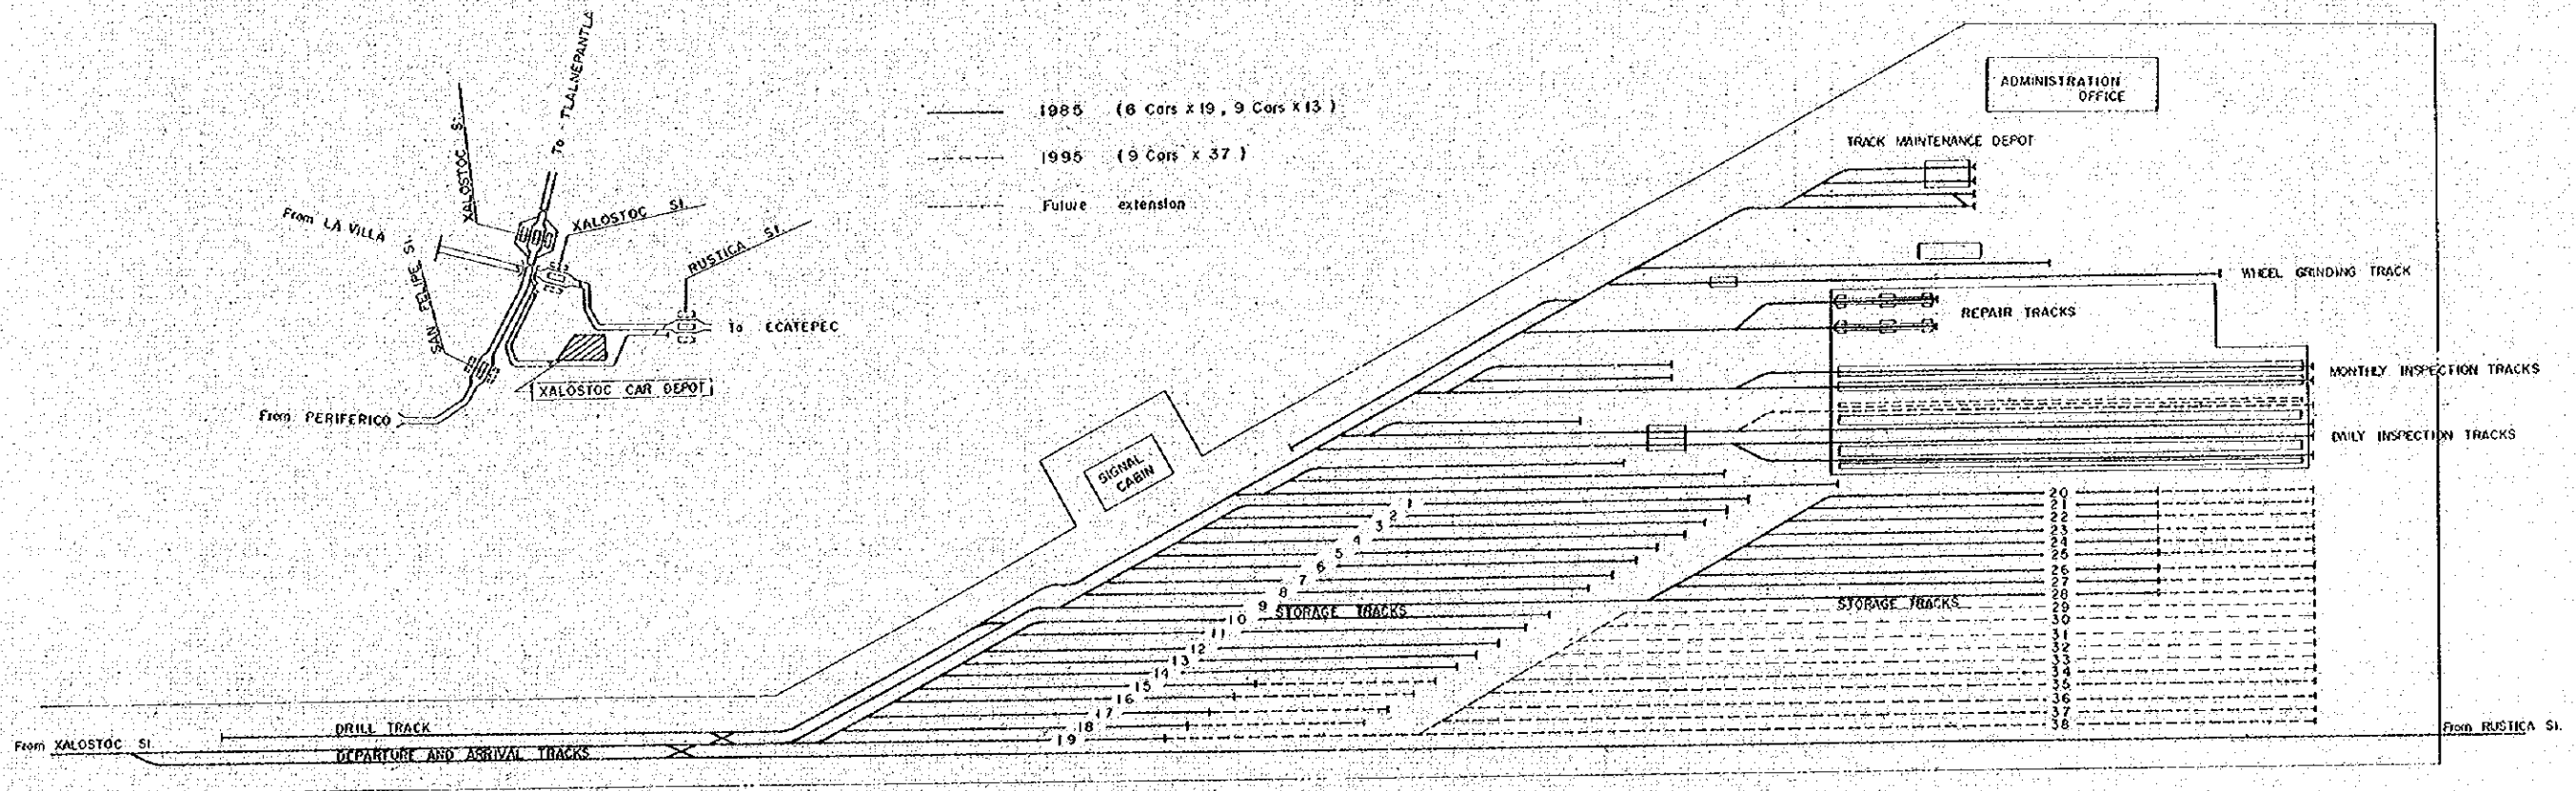 To TLALNEPANTLA
XALOSTOC St.
From LA VILLA
SAN FELIPE St.
XALOSTOC St.
RUSTICA St.
To ECATEPEC
XALOSTOC CAR DEPOT
From PERIFERICO
1985 (6 Cars x 19, 9 Cars x 13)
1995 (9 Cars x 37)
Future extension
ADMINISTRATION
OFFICE
TRACK MAINTENANCE DEPOT
WHEEL GRINDING TRACK
REPAIR TRACKS
MONTHLY INSPECTION TRACKS
DAILY INSPECTION TRACKS
SIGNAL
CABIN
1
2
3
4
5
6
7
8
9
STORAGE TRACKS
10
11
12
13
14
15
16
17
18
19
20
21
22
23
24
25
26
27
28
STORAGE TRACKS
29
30
31
32
33
34
35
36
37
38
DRILL TRACK
From XALOSTOC St.
DEPARTURE AND ARRIVAL TRACKS
From RUSTICA St.